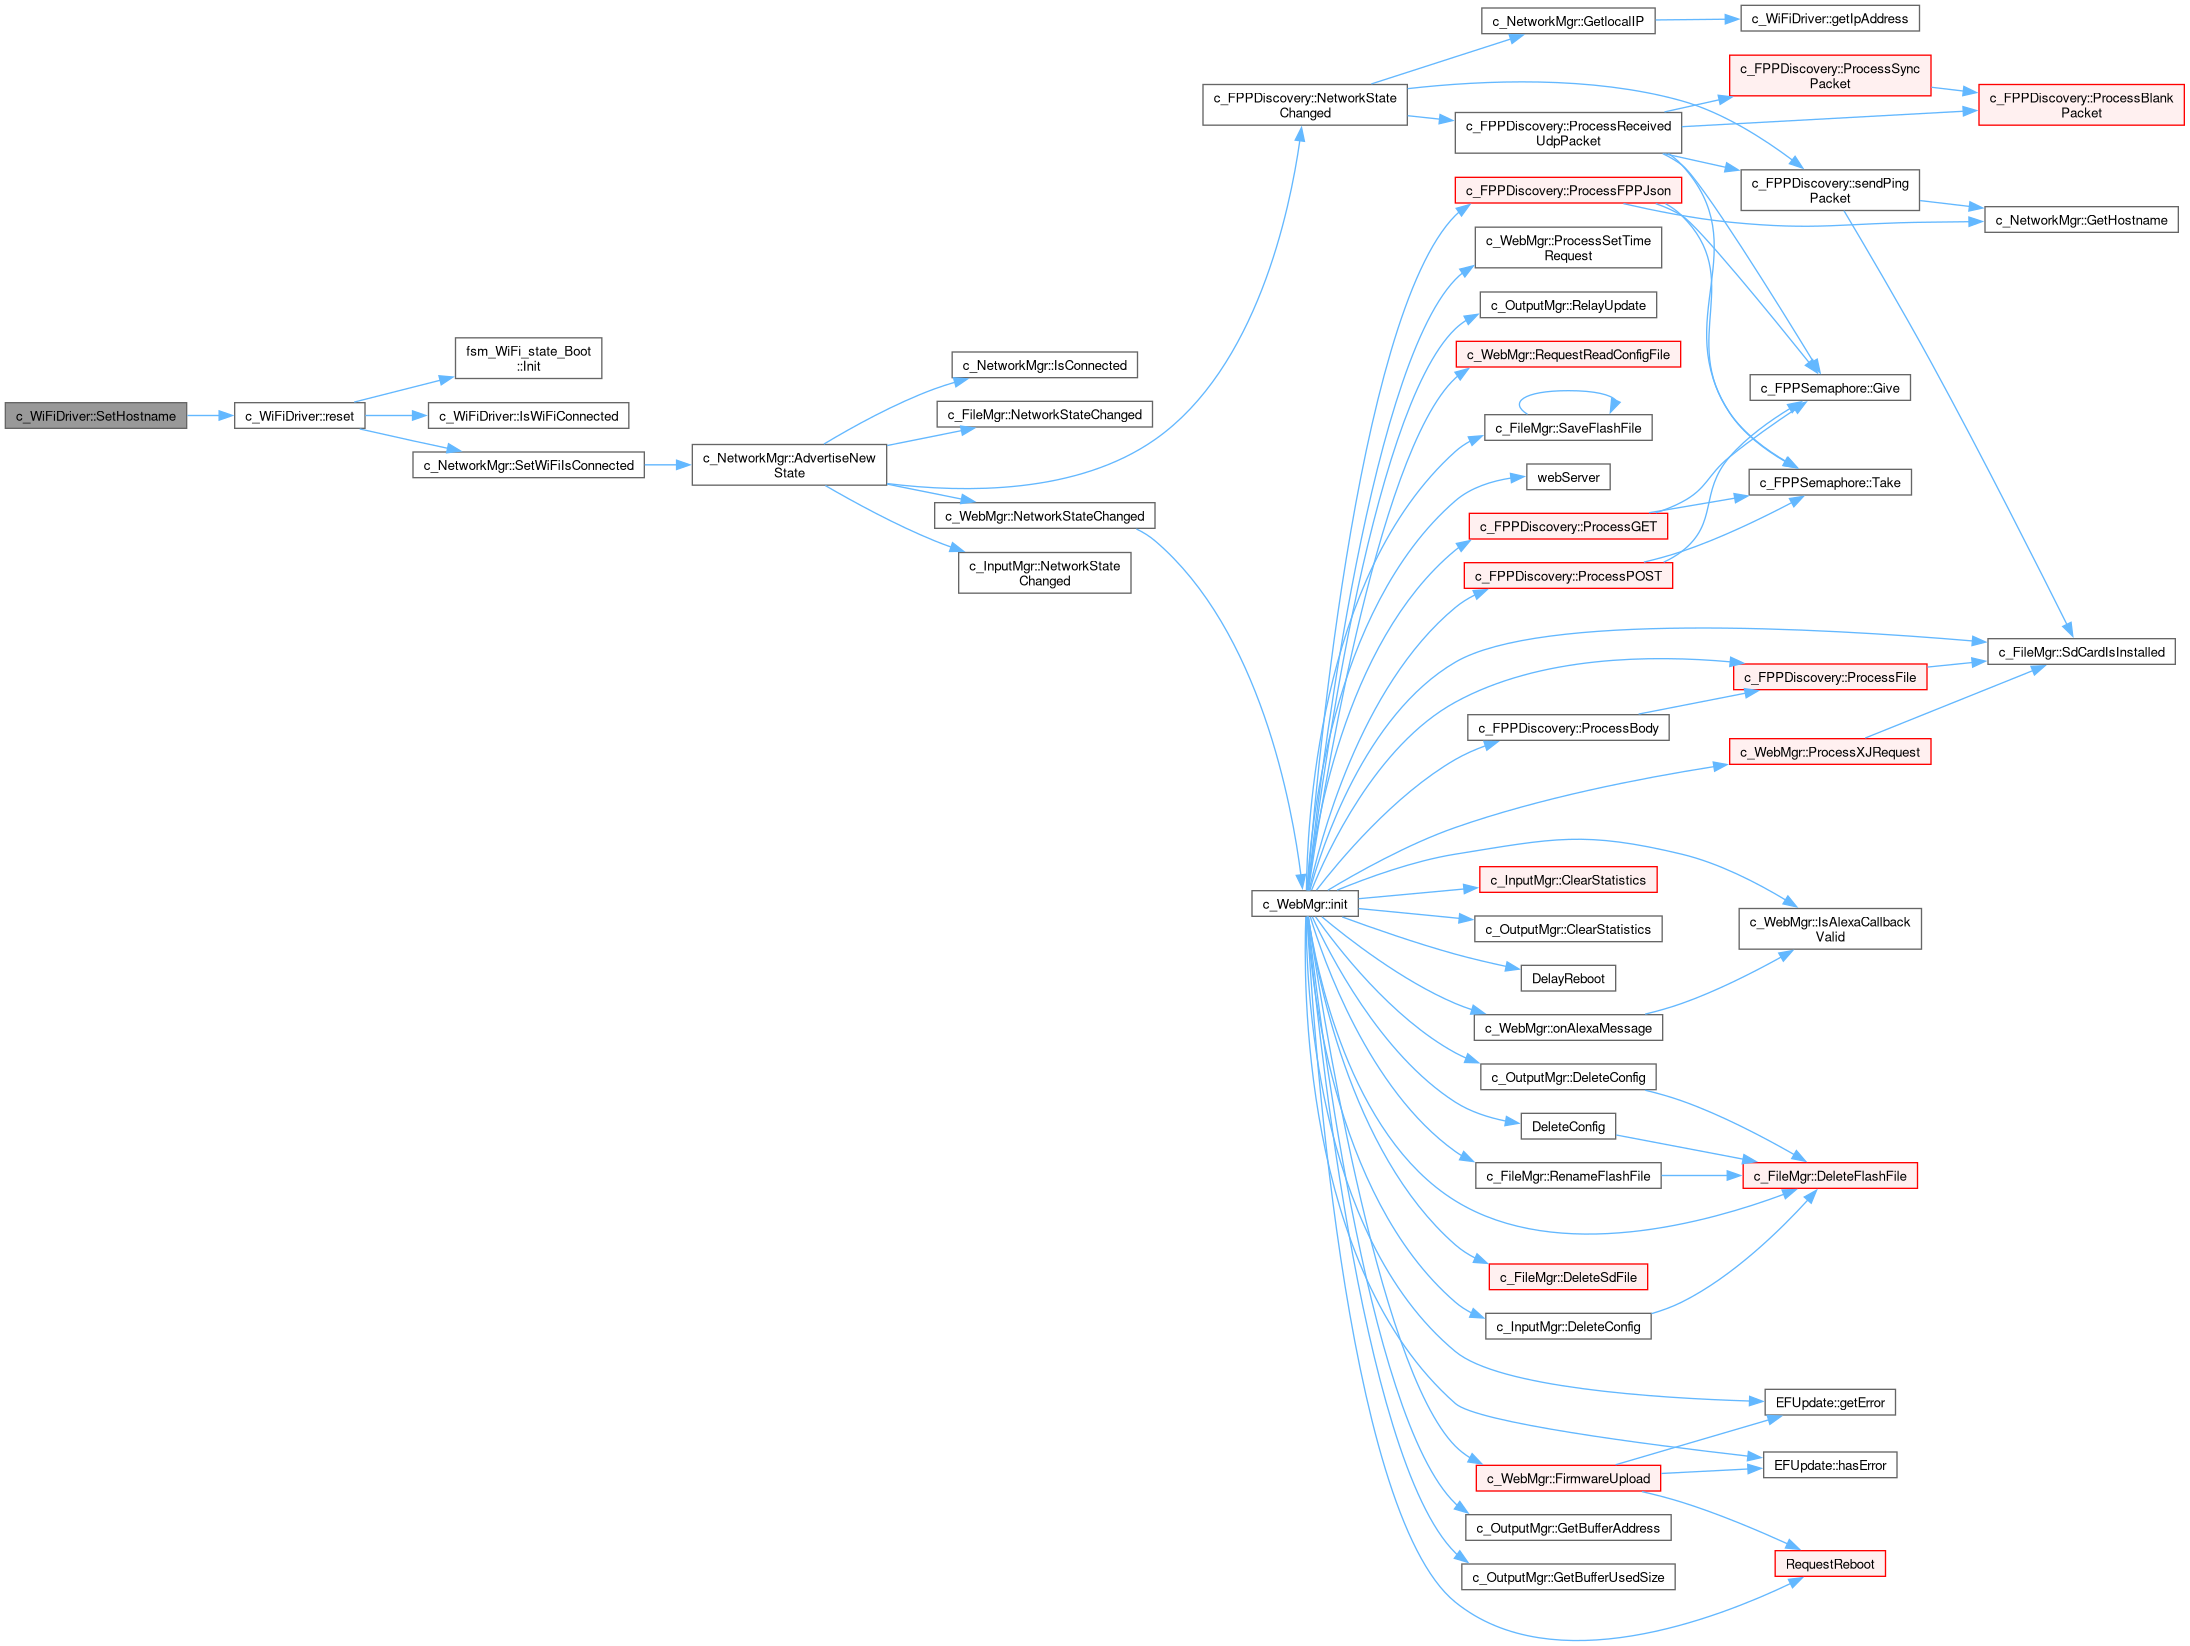 c_WiFiDriver::SetHostname
c_WiFiDriver::reset
fsm_WiFi_state_Boot
::Init
c_WiFiDriver::IsWiFiConnected
c_NetworkMgr::SetWiFiIsConnected
c_NetworkMgr::AdvertiseNew
State
c_NetworkMgr::IsConnected
c_FileMgr::NetworkStateChanged
c_WebMgr::NetworkStateChanged
c_InputMgr::NetworkState
Changed
c_FPPDiscovery::NetworkState
Changed
c_WebMgr::init
c_NetworkMgr::GetlocalIP
c_FPPDiscovery::ProcessReceived
UdpPacket
c_FPPDiscovery::ProcessFPPJson
c_WebMgr::ProcessSetTime
Request
c_OutputMgr::RelayUpdate
c_WebMgr::RequestReadConfigFile
c_FileMgr::SaveFlashFile
webServer
c_FPPDiscovery::ProcessGET
c_FPPDiscovery::ProcessPOST
c_FPPDiscovery::ProcessBody
c_InputMgr::ClearStatistics
c_OutputMgr::ClearStatistics
DelayReboot
c_WebMgr::onAlexaMessage
c_OutputMgr::DeleteConfig
DeleteConfig
c_FileMgr::RenameFlashFile
c_FileMgr::DeleteSdFile
c_InputMgr::DeleteConfig
c_WebMgr::FirmwareUpload
c_OutputMgr::GetBufferAddress
c_OutputMgr::GetBufferUsedSize
c_WiFiDriver::getIpAddress
c_FPPDiscovery::ProcessSync
Packet
c_FPPDiscovery::sendPing
Packet
c_FPPSemaphore::Give
c_FPPSemaphore::Take
c_FPPDiscovery::ProcessFile
c_WebMgr::ProcessXJRequest
c_WebMgr::IsAlexaCallback
Valid
c_FileMgr::DeleteFlashFile
EFUpdate::getError
EFUpdate::hasError
RequestReboot
c_FPPDiscovery::ProcessBlank
Packet
c_NetworkMgr::GetHostname
c_FileMgr::SdCardIsInstalled